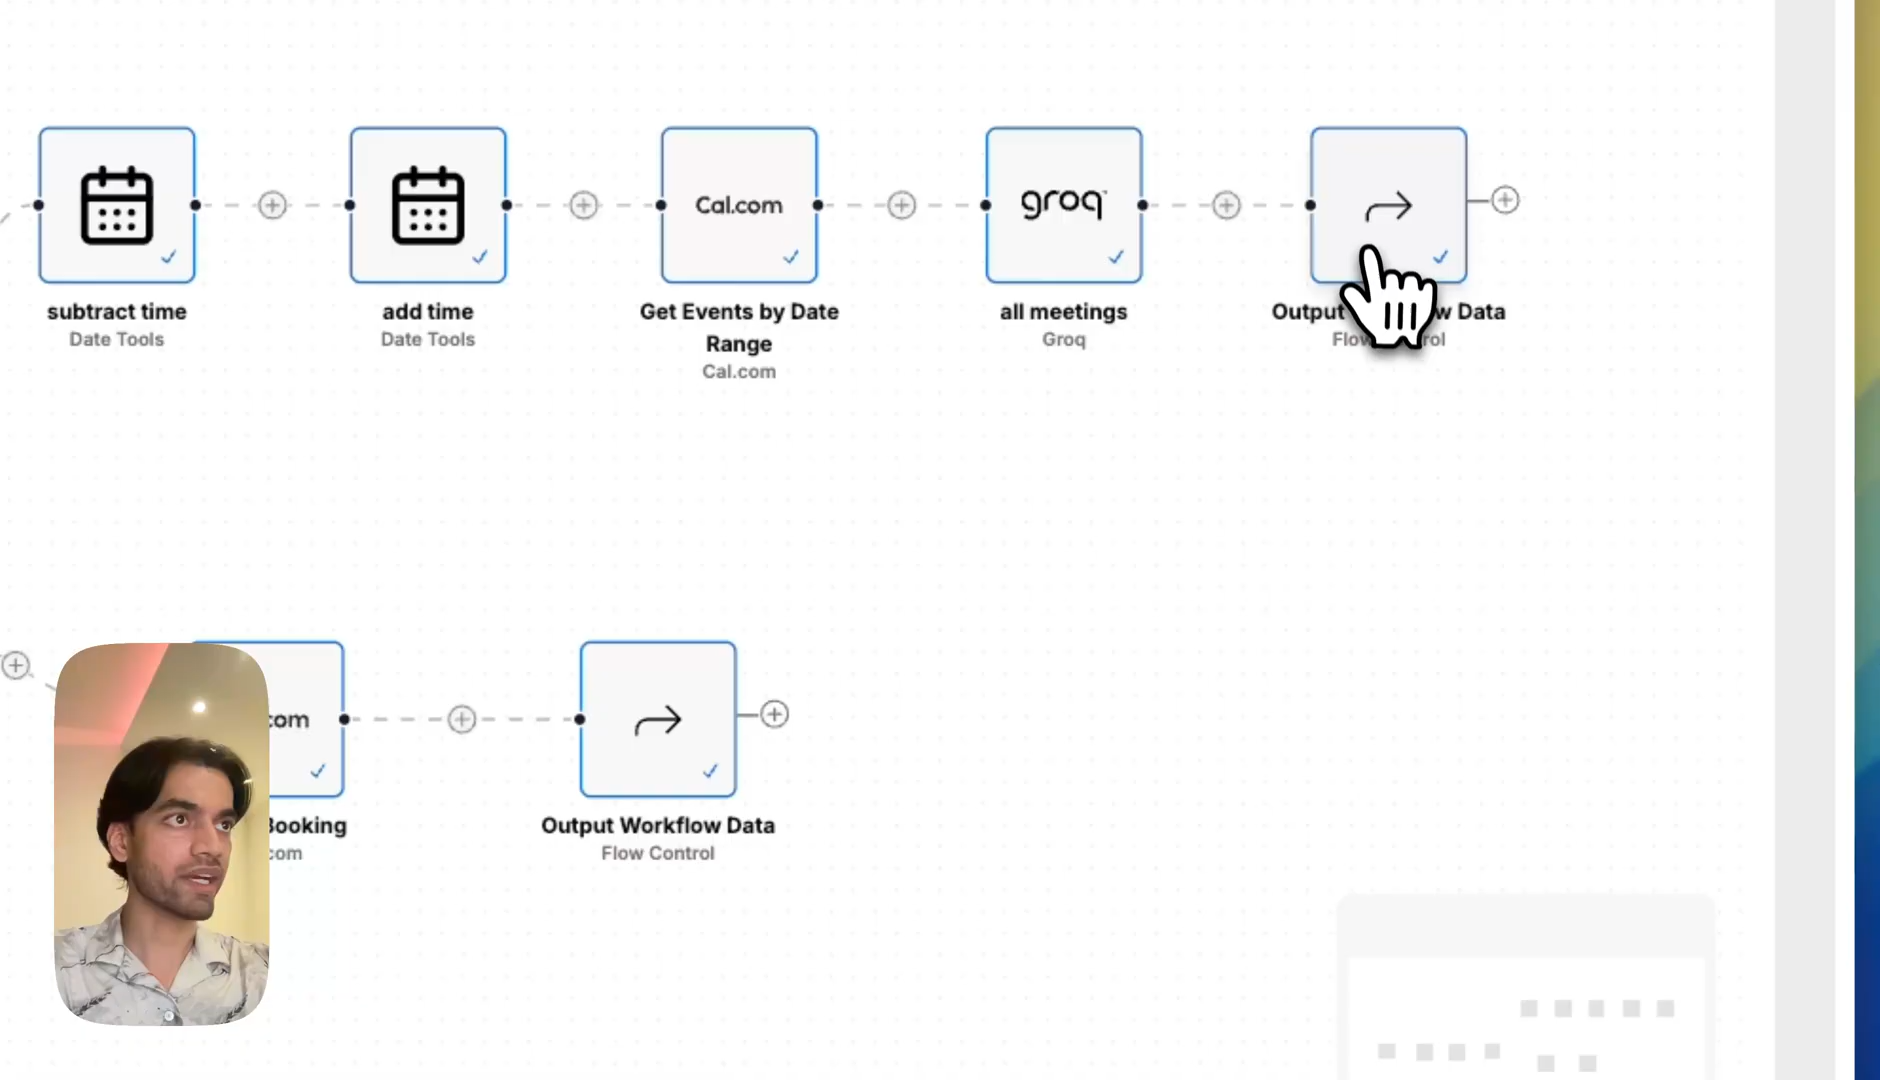 Cal.com
groq
subtract time
Date Tools
add time
Date Tools
Get Events by Date
Range
Cal.com
all meetings
Groq
Output w Data
Flow rol
com
Booking
com
Output Workflow Data
Flow Control